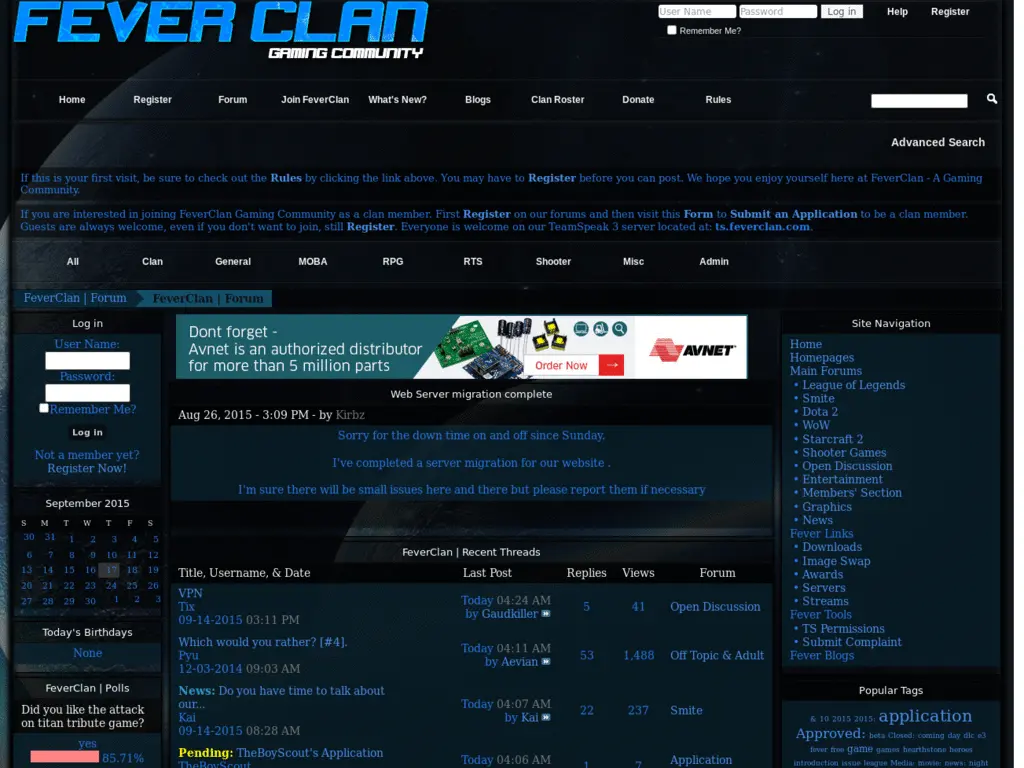 FEVER CLAN
GAMING COMMUNITY
User Name Password Log in Help Register
Remember Me?
Home Register Forum Join FeverClan What's New? Blogs Clan Roster Donate Rules
Advanced Search
If this is your first visit, be sure to check out the Rules by clicking the link above. You may have to Register before you can post. We hope you enjoy yourself here at FeverClan - A Gaming
Community.
If you are interested in joining FeverClan Gaming Community as a clan member. First Register on our forums and then visit this Form to Submit an Application to be a clan member.
Guests are always welcome, even if you don't want to join, still Register. Everyone is welcome on our TeamSpeak 3 server located at: ts.feverclan.com.
All Clan General MOBA RPG RTS Shooter Misc Admin
FeverClan | Forum FeverClan | Forum
Log in
User Name:
Password:
Remember Me?
Log in
Not a member yet?
Register Now!
September 2015
S M T W T F S
30 31 1 2 3 4 5
6 7 8 9 10 11 12
13 14 15 16 17 18 19
20 21 22 23 24 25 26
27 28 29 30 1 2 3
Today's Birthdays
None
FeverClan | Polls
Did you like the attack
on titan tribute game?
yes
85.71%
Dont forget -
Avnet is an authorized distributor
for more than 5 million parts
Order Now
AVNET
Web Server migration complete
Aug 26, 2015 - 3:09 PM - by Kirbz
Sorry for the down time on and off since Sunday.
I've completed a server migration for our website .
I'm sure there will be small issues here and there but please report them if necessary
FeverClan | Recent Threads
Title, Username, & Date Last Post Replies Views Forum
VPN
Tix
09-14-2015 03:11 PM
Today 04:24 AM
by Gaudkiller
5 41 Open Discussion
Which would you rather? [#4].
Pyu
12-03-2014 09:03 AM
Today 04:11 AM
by Aevian
53 1,488 Off Topic & Adult
News: Do you have time to talk about
our...
Kai
09-14-2015 08:28 AM
Today 04:07 AM
by Kai
22 237 Smite
Pending: TheBoyScout's Application
TheBoyScout
Today 04:06 AM
1 7 Application
Site Navigation
Home
Homepages
Main Forums
• League of Legends
• Smite
• Dota 2
• WoW
• Starcraft 2
• Shooter Games
• Open Discussion
• Entertainment
• Members' Section
• Graphics
• News
Fever Links
• Downloads
• Image Swap
• Awards
• Servers
• Streams
Fever Tools
• TS Permissions
• Submit Complaint
Fever Blogs
Popular Tags
& 10 2015 2015: application
Approved: beta Closed: coming day dlc e3
fever free game games hearthstone heroes
introduction issue league Media: movie: news: night